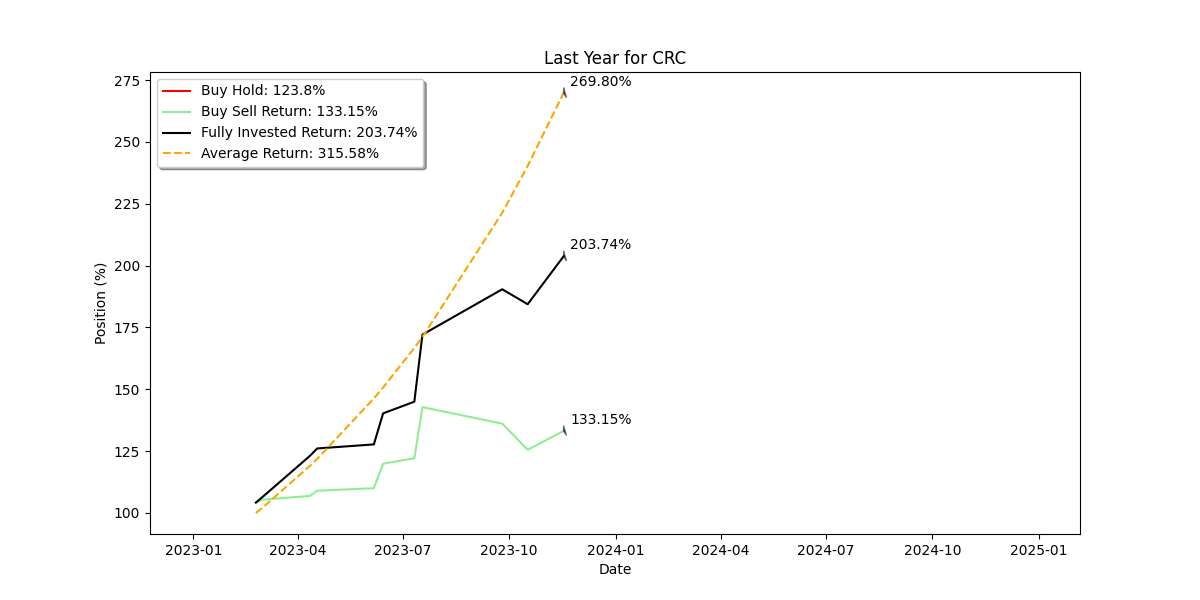 Last Year for CRC
275
250
225
200
175
150
125
100
Position (%)
Buy Hold: 123.8%
Buy Sell Return: 133.15%
Fully Invested Return: 203.74%
Average Return: 315.58%
269.80%
203.74%
133.15%
2023-01 2023-04 2023-07 2023-10 2024-01 2024-04 2024-07 2024-10 2025-01
Date